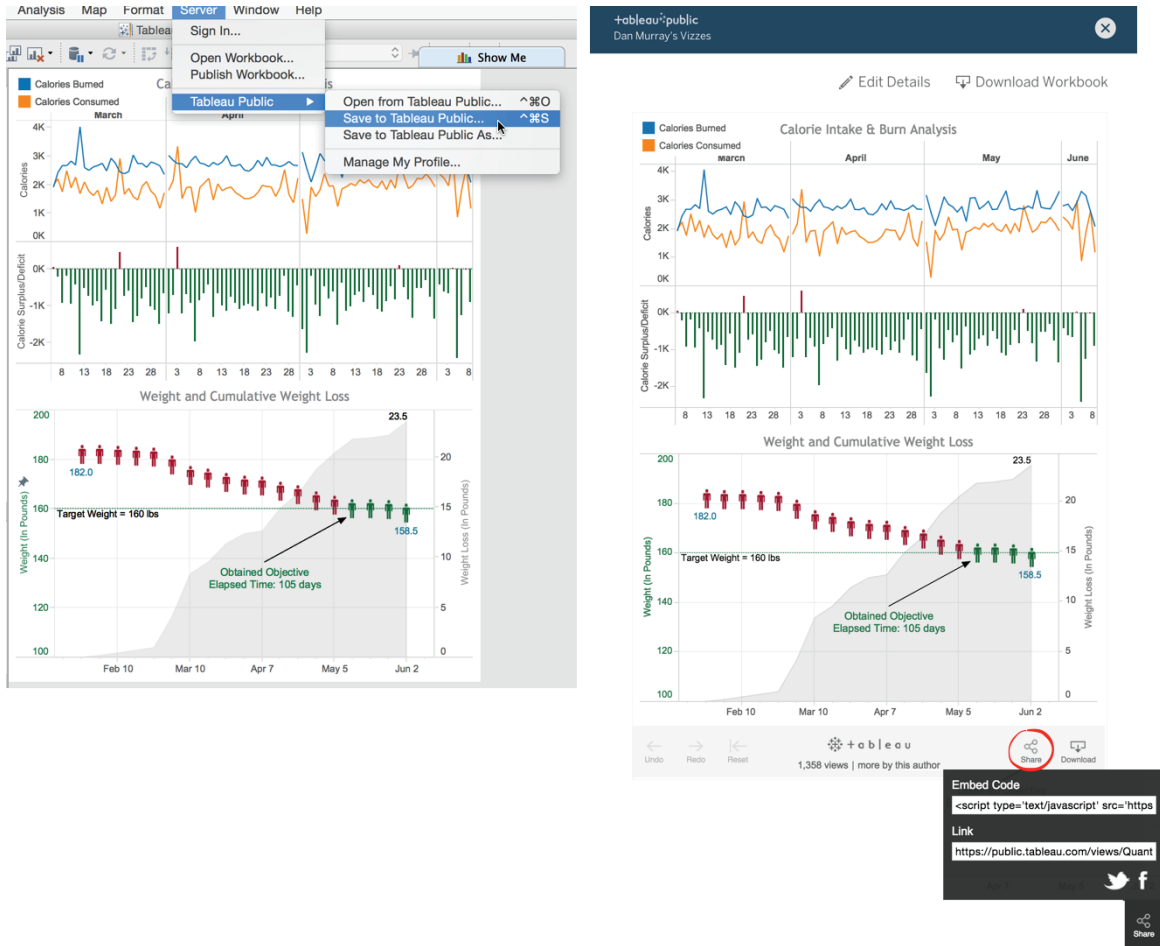 Analysis Map Format Server Window Help
Tablea
Sign In...
Open Workbook...
Publish Workbook...
Tableau Public
Open from Tableau Public... ^⌘O
Save to Tableau Public... ^⌘S
Save to Tableau Public As...
Manage My Profile...
Show Me
Calories Burned
Calories Consumed
Ca
is
March
April
4K
3K
2K
1K
0K
Calories
0K
-1K
-2K
Calorie Surplus/Deficit
8 13 18 23 28 3 8 13 18 23 28 3 8 13 18 23 28 3 8
Weight and Cumulative Weight Loss
200
180
160
140
120
100
Weight (In Pounds)
23.5
182.0
Target Weight = 160 lbs
158.5
Obtained Objective
Elapsed Time: 105 days
20
15
10
5
0
Weight Loss (In Pounds)
Feb 10 Mar 10 Apr 7 May 5 Jun 2
+ableau public
Dan Murray's Vizzes
Edit Details Download Workbook
Calories Burned
Calories Consumed
Calorie Intake & Burn Analysis
March April May June
4K
3K
2K
1K
0K
Calories
0K
-1K
-2K
Calorie Surplus/Deficit
8 13 18 23 28 3 8 13 18 23 28 3 8 13 18 23 28 3 8
Weight and Cumulative Weight Loss
200
180
160
140
120
100
Weight (In Pounds)
23.5
182.0
Target Weight = 160 lbs
158.5
Obtained Objective
Elapsed Time: 105 days
20
15
10
5
0
Weight Loss (In Pounds)
Feb 10 Mar 10 Apr 7 May 5 Jun 2
Undo Redo Reset
+ableau
1,358 views | more by this author
Share Download
Embed Code
<script type='text/javascript' src='https
Link
https://public.tableau.com/views/Quant
Apr 7
Share